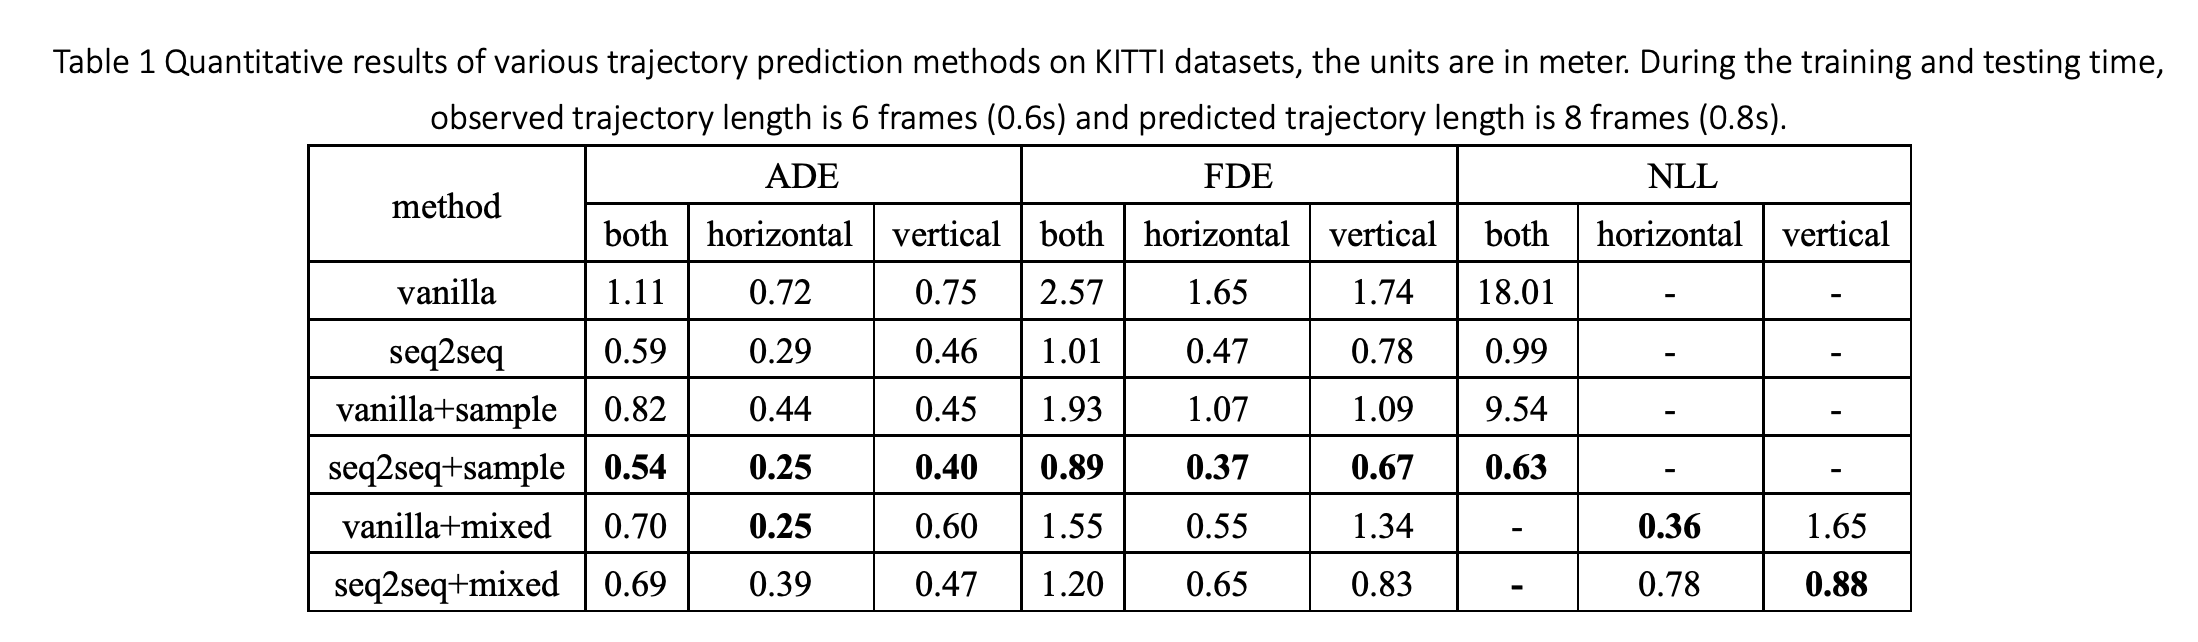 Table 1 Quantitative results of various trajectory prediction methods on KITTI datasets, the units are in meter. During the training and testing time,
observed trajectory length is 6 frames (0.6s) and predicted trajectory length is 8 frames (0.8s).
method ADE FDE NLL
both horizontal vertical both horizontal vertical both horizontal vertical
vanilla 1.11 0.72 0.75 2.57 1.65 1.74 18.01 - -
seq2seq 0.59 0.29 0.46 1.01 0.47 0.78 0.99 - -
vanilla+sample 0.82 0.44 0.45 1.93 1.07 1.09 9.54 - -
seq2seq+sample 0.54 0.25 0.40 0.89 0.37 0.67 0.63 - -
vanilla+mixed 0.70 0.25 0.60 1.55 0.55 1.34 - 0.36 1.65
seq2seq+mixed 0.69 0.39 0.47 1.20 0.65 0.83 - 0.78 0.88